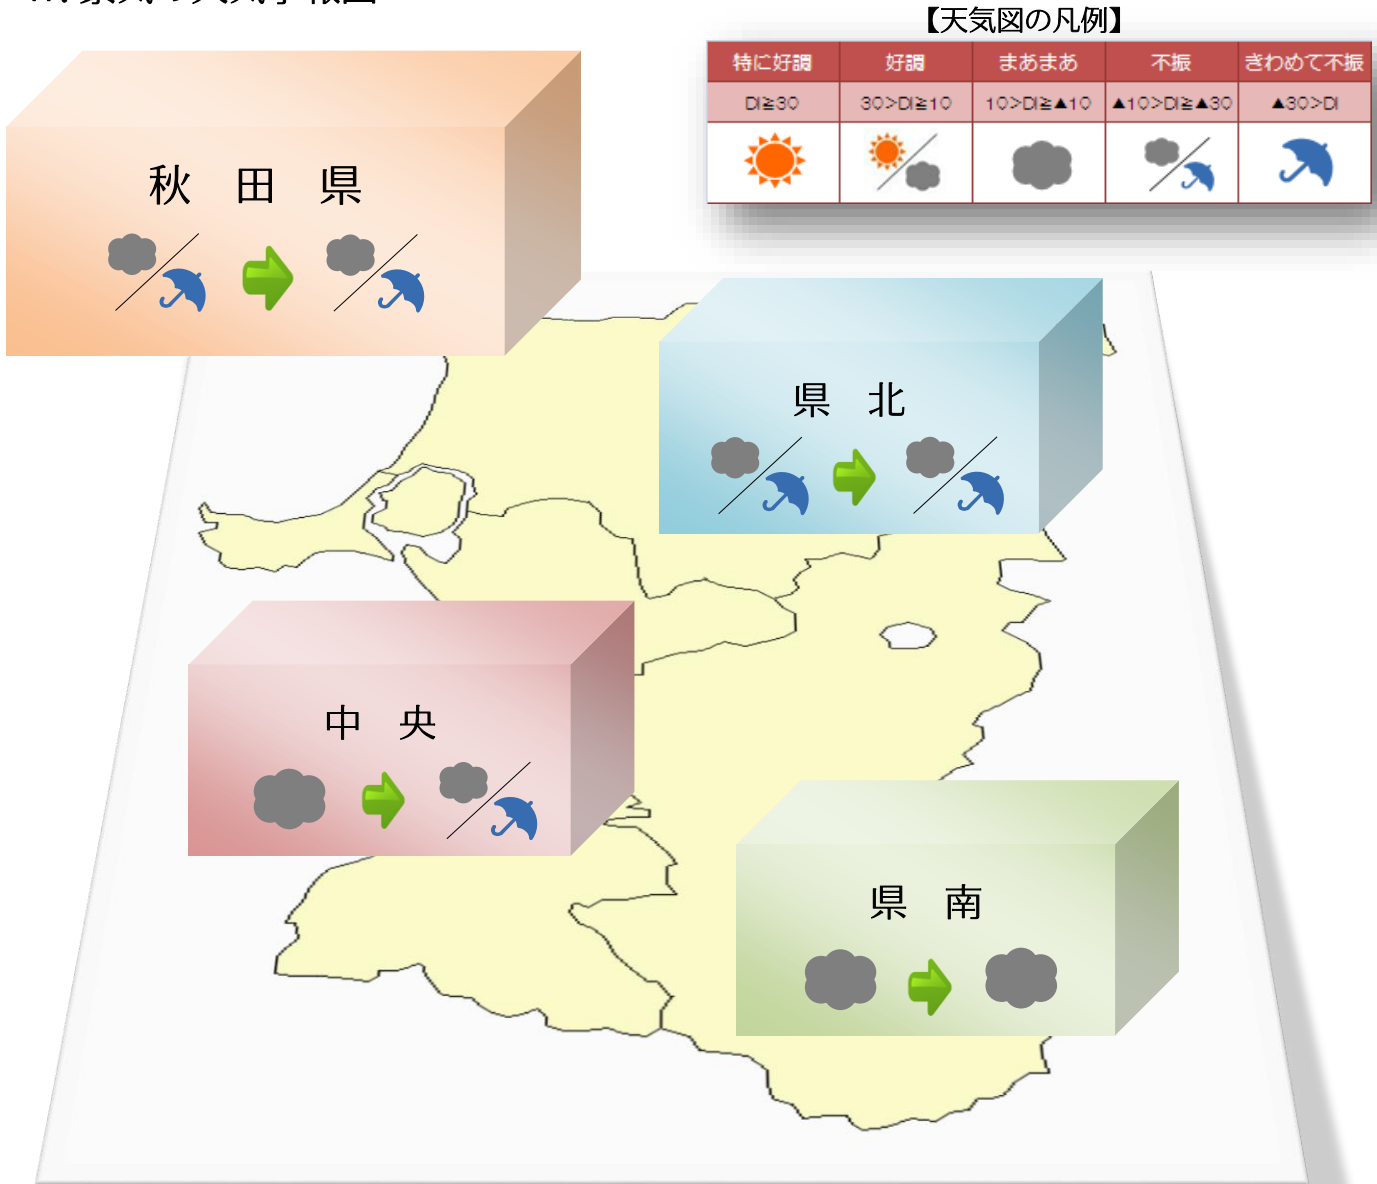 【天気図の凡例】
特に好調 好調 まあまあ 不振 きわめて不振
DI≧30 30>DI≧10 10>DI≧▲10 ▲10>DI≧▲30 ▲30>DI
秋 田 県
県 北
中 央
県 南